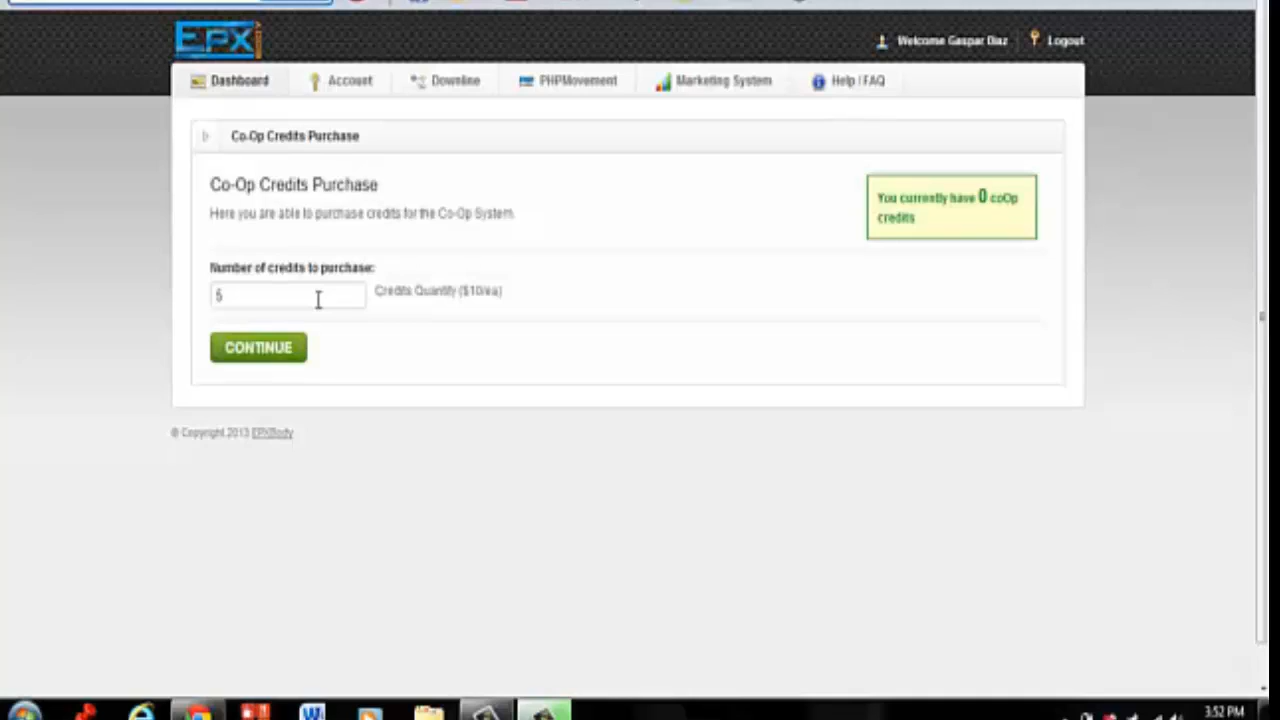 EPX
Welcome Gaspar Diaz
Logout
Dashboard
Account
Downline
PHPMovement
Marketing System
Help / FAQ
Co-Op Credits Purchase
Co-Op Credits Purchase
Here you are able to purchase credits for the Co-Op System.
You currently have 0 coOp
credits
Number of credits to purchase:
5
Credits Quantity ($10/ea)
CONTINUE
© Copyright 2013 EPXBody
3:52 PM